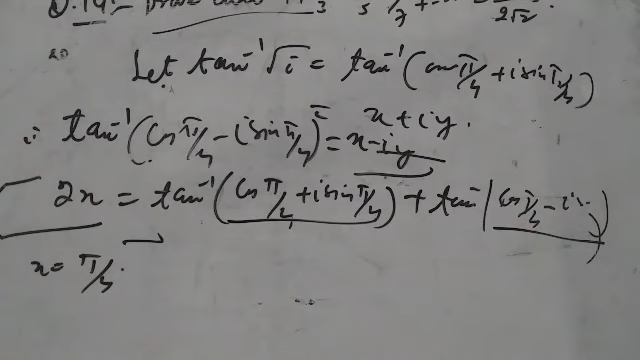 Let tan⁻¹√i = tan⁻¹(cos π/4 + i sin π/4)
= x + iy.
∴ tan⁻¹(cos π/4 - i sin π/4) = x - iy
2x = tan⁻¹(cos π/4 + i sin π/4) + tan⁻¹(cos π/4 - i
x = π/4.